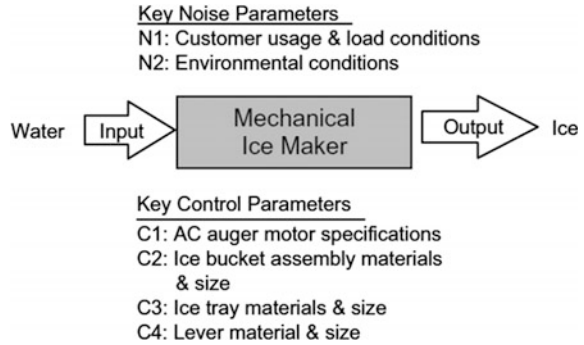 Key Noise Parameters
N1: Customer usage & load conditions
N2: Environmental conditions
Water
Input
Mechanical
Ice Maker
Output
Ice
Key Control Parameters
C1: AC auger motor specifications
C2: Ice bucket assembly materials
& size
C3: Ice tray materials & size
C4: Lever material & size